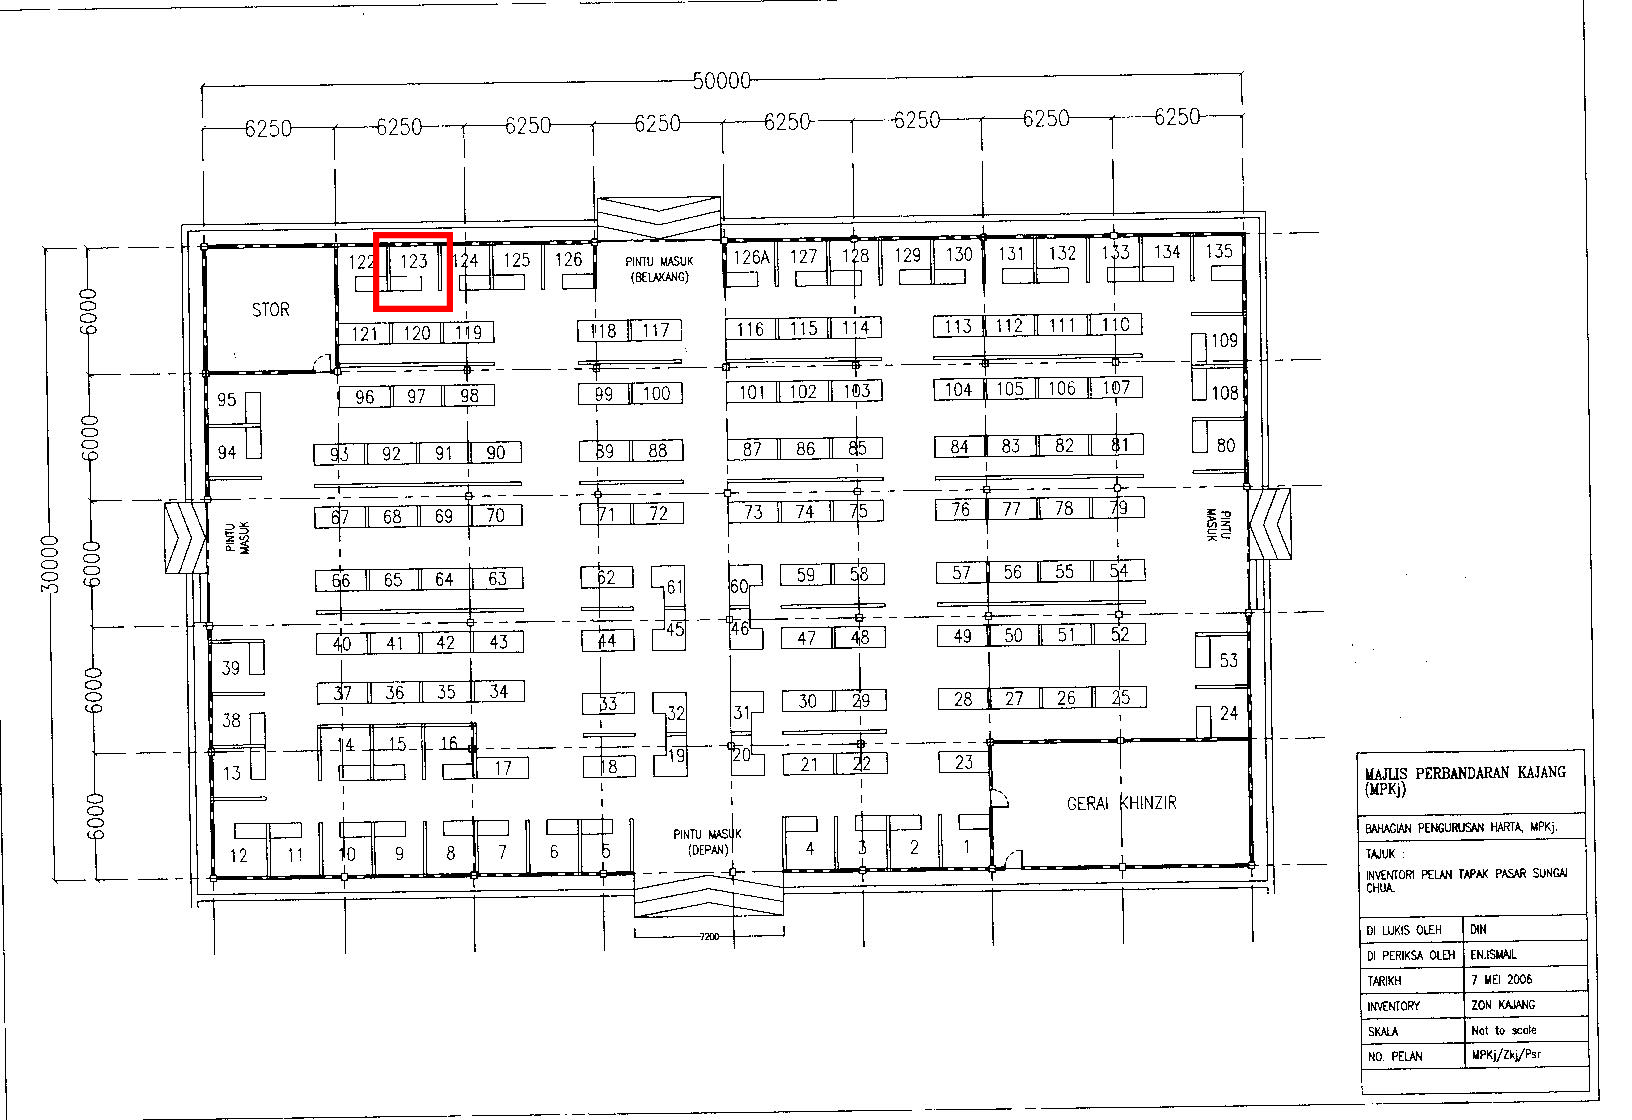 50000
6250 6250 6250 6250 6250 6250 6250 6250
122 123 124 125 126 PINTU MASUK 126A 127 128 129 130 131 132 133 134 135
(BELAKANG)
STOR
6000
121 120 119 118 117 116 115 114 113 112 111 110
109
96 97 98 99 100 101 102 103 104 105 106 107
95 108
6000
94 93 92 91 90 89 88 87 86 85 84 83 82 81 80
67 68 69 70 71 72 73 74 75 76 77 78 79
PINTU
MASUK
PINTU
MASUK
30000
6000
66 65 64 63 62 61 60 59 58 57 56 55 54
40 41 42 43 44 45 46 47 48 49 50 51 52
39 53
6000
37 36 35 34 33 32 31 30 29 28 27 26 25
38 24
14 15 16
13 17 18 19 20 21 22 23
6000
GERAI KHINZIR
PINTU MASUK
(DEPAN)
12 11 10 9 8 7 6 5 4 3 2 1
7200
MAJLIS PERBANDARAN KAJANG
(MPKj)
BAHAGIAN PENGURUSAN HARTA, MPKj.
TAJUK :
INVENTORI PELAN TAPAK PASAR SUNGAI
CHUA.
DI LUKIS OLEH DIN
DI PERIKSA OLEH EN.ISMAIL
TARIKH 7 MEI 2006
INVENTORY ZON KAJANG
SKALA Not to scale
NO. PELAN MPKj/Zkj/Psr